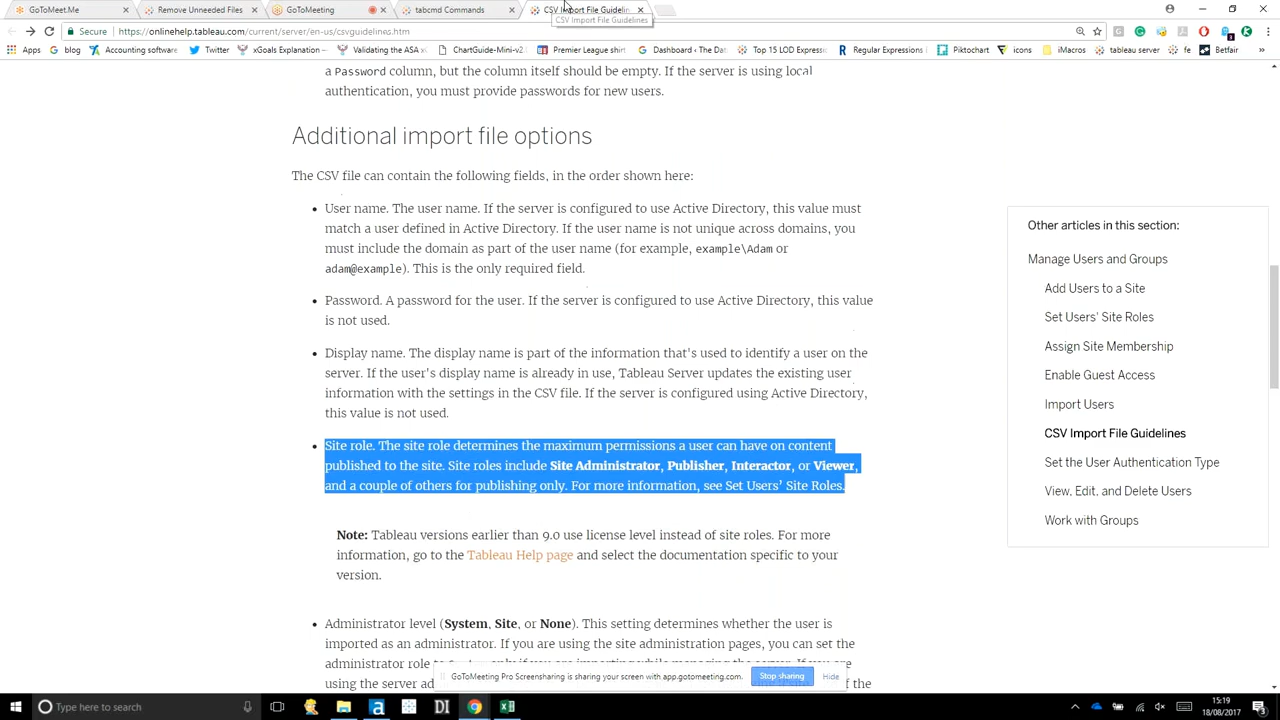 GoToMeet.Me
Remove Unneeded Files
GoToMeeting
tabcmd Commands
CSV Import File Guidelin
CSV Import File Guidelines
Secure
https://onlinehelp.tableau.com/current/server/en-us/csvguidelines.htm
Apps
blog
Accounting software
Twitter
xGoals Explanation
Validating the ASA x
ChartGuide-Mini-v2
Premier League shirt
Dashboard < The Dat
Top 15 LOD Expressi
Regular Expressions
Piktochart
icons
iMacros
tableau server
fe
Betfair
a Password column, but the column itself should be empty. If the server is using local
authentication, you must provide passwords for new users.
Additional import file options
The CSV file can contain the following fields, in the order shown here:
• User name. The user name. If the server is configured to use Active Directory, this value must
match a user defined in Active Directory. If the user name is not unique across domains, you
must include the domain as part of the user name (for example, example\Adam or
adam@example). This is the only required field.
• Password. A password for the user. If the server is configured to use Active Directory, this value
is not used.
• Display name. The display name is part of the information that's used to identify a user on the
server. If the user's display name is already in use, Tableau Server updates the existing user
information with the settings in the CSV file. If the server is configured using Active Directory,
this value is not used.
• Site role. The site role determines the maximum permissions a user can have on content
published to the site. Site roles include Site Administrator, Publisher, Interactor, or Viewer,
and a couple of others for publishing only. For more information, see Set Users’ Site Roles.
Note: Tableau versions earlier than 9.0 use license level instead of site roles. For more
information, go to the Tableau Help page and select the documentation specific to your
version.
• Administrator level (System, Site, or None). This setting determines whether the user is
imported as an administrator. If you are using the site administration pages, you can set the
administrator role to
using the server ad
of the
Other articles in this section:
Manage Users and Groups
Add Users to a Site
Set Users' Site Roles
Assign Site Membership
Enable Guest Access
Import Users
CSV Import File Guidelines
Set the User Authentication Type
View, Edit, and Delete Users
Work with Groups
GoToMeeting Pro Screensharing is sharing your screen with app.gotomeeting.com.
Stop sharing
Hide
Type here to search
15:19
18/08/2017